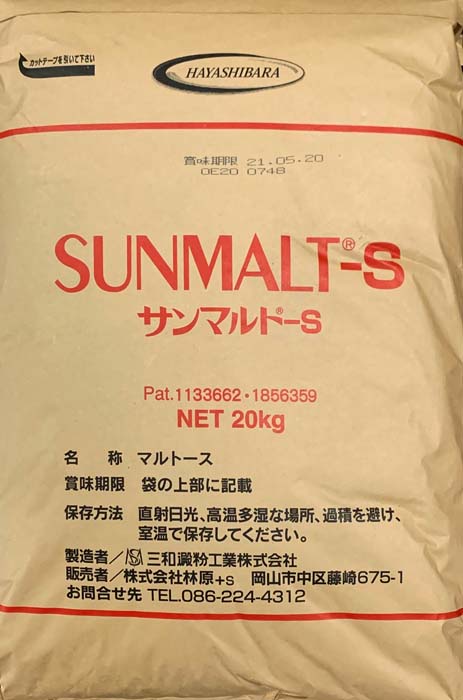 カットテープを引いて下さい
HAYASHIBARA
賞味期限 21.05.20
0E20 0748
SUNMALT®-S
サンマルト®-S
Pat.1133662・1856359
NET 20kg
名 称 マルトース
賞味期限 袋の上部に記載
保存方法 直射日光、高温多湿な場所、過積を避け、
室温で保存してください。
製造者/三和澱粉工業株式会社
販売者/株式会社林原+s 岡山市中区藤崎675-1
お問合せ先 TEL.086-224-4312